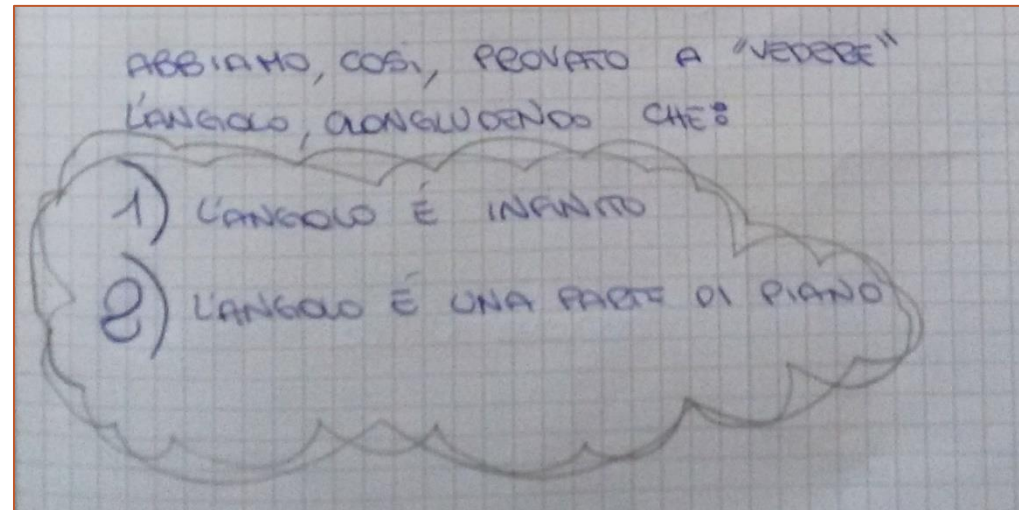 ABBIAMO, COSÌ, PROVATO A "VEDERE"
L'ANGOLO, CONCLUDENDO CHE:
1) L'ANGOLO É INFINITO
2) L'ANGOLO É UNA PARTE DI PIANO